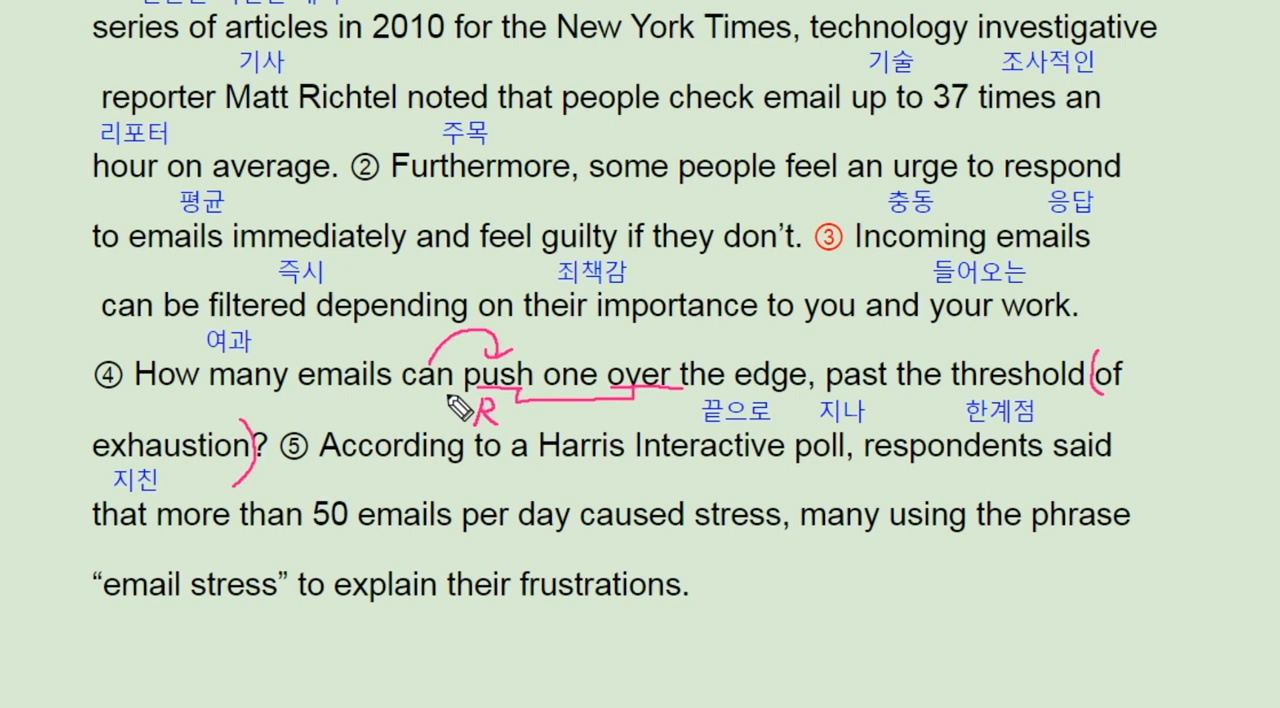 series of articles in 2010 for the New York Times, technology investigative
기사 기술 조사적인
reporter Matt Richtel noted that people check email up to 37 times an
리포터 주목
hour on average. ② Furthermore, some people feel an urge to respond
평균 충동 응답
to emails immediately and feel guilty if they don’t. ③ Incoming emails
즉시 죄책감 들어오는
can be filtered depending on their importance to you and your work.
여과
④ How many emails can push one over the edge, past the threshold (of
R 끝으로 지나 한계점
exhaustion)? ⑤ According to a Harris Interactive poll, respondents said
지친
that more than 50 emails per day caused stress, many using the phrase
“email stress” to explain their frustrations.